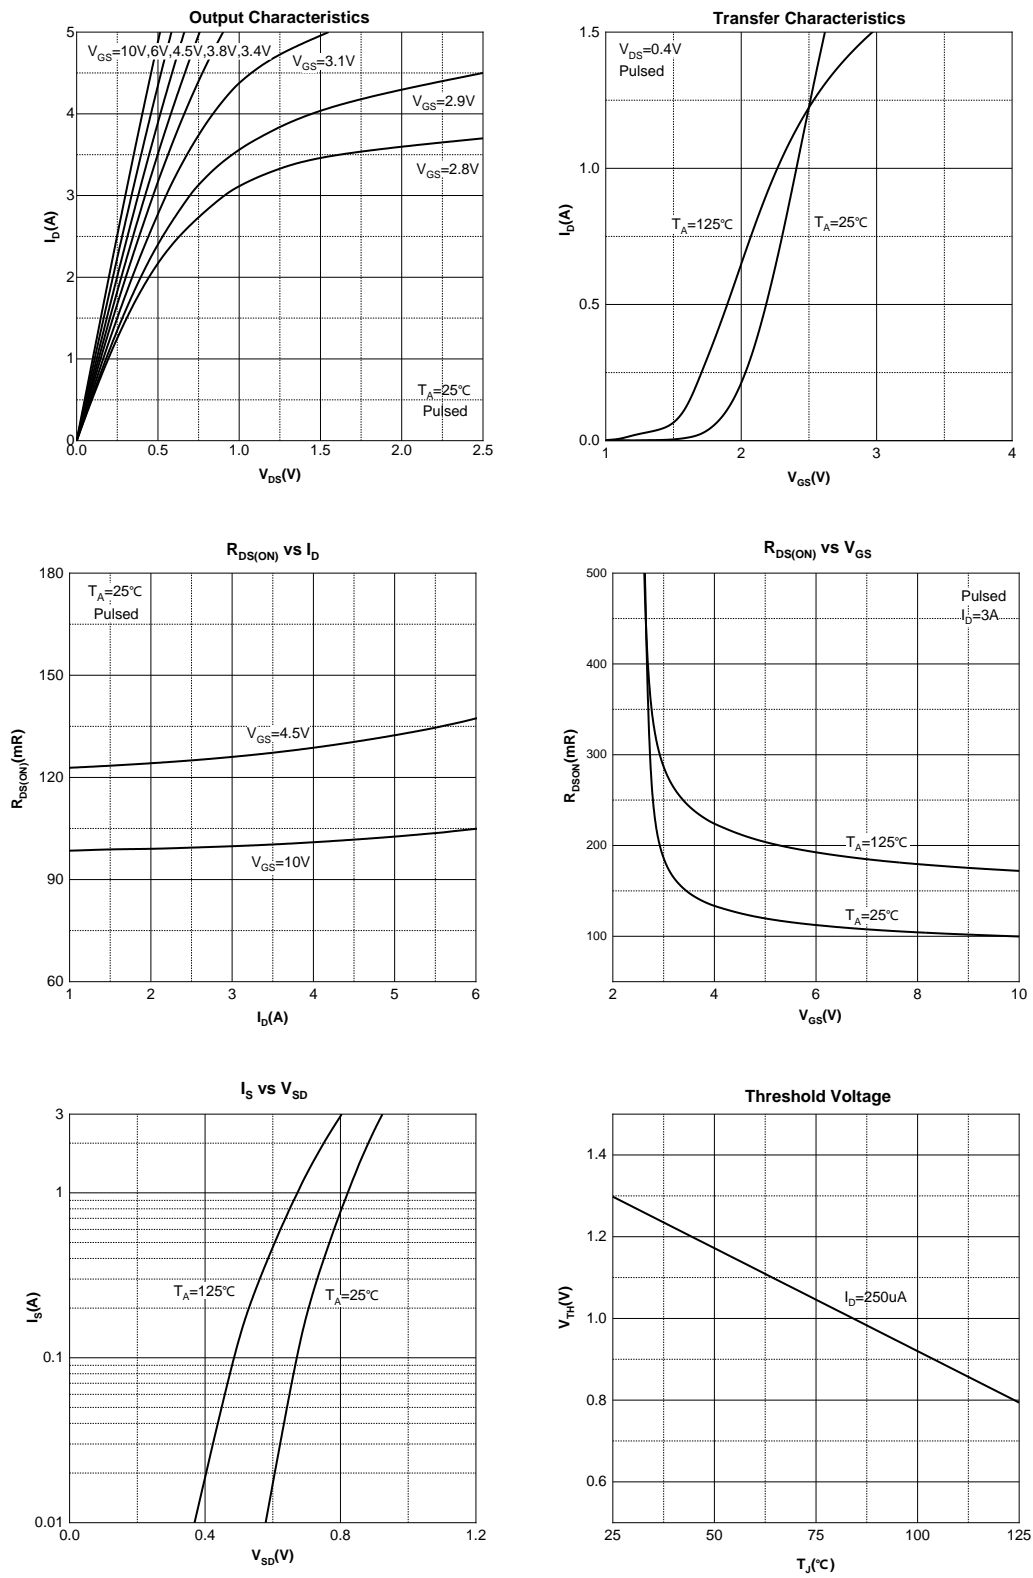 Output Characteristics
5
4
3
2
1
0
I_D(A)
V_GS=10V,6V,4.5V,3.8V,3.4V
V_GS=3.1V
V_GS=2.9V
V_GS=2.8V
T_A=25℃
Pulsed
0.0 0.5 1.0 1.5 2.0 2.5
V_DS(V)
Transfer Characteristics
1.5
1.0
0.5
0.0
I_D(A)
V_DS=0.4V
Pulsed
T_A=125℃
T_A=25℃
1 2 3 4
V_GS(V)
R_DS(ON) vs I_D
180
150
120
90
60
R_DS(ON)(mR)
T_A=25℃
Pulsed
V_GS=4.5V
V_GS=10V
1 2 3 4 5 6
I_D(A)
R_DS(ON) vs V_GS
500
400
300
200
100
R_DSON(mR)
Pulsed
I_D=3A
T_A=125℃
T_A=25℃
2 4 6 8 10
V_GS(V)
I_S vs V_SD
3
1
0.1
0.01
I_S(A)
T_A=125℃
T_A=25℃
0.0 0.4 0.8 1.2
V_SD(V)
Threshold Voltage
1.4
1.2
1.0
0.8
0.6
V_TH(V)
I_D=250uA
25 50 75 100 125
T_J(℃)